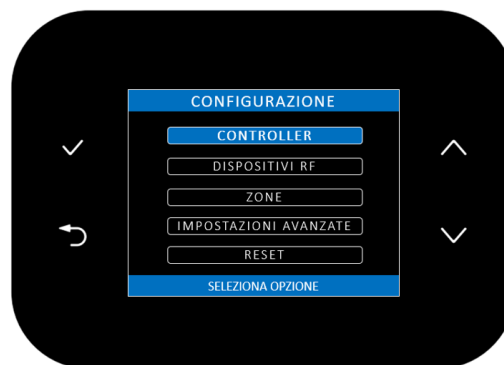 CONFIGURAZIONE
CONTROLLER
DISPOSITIVI RF
ZONE
IMPOSTAZIONI AVANZATE
RESET
SELEZIONA OPZIONE